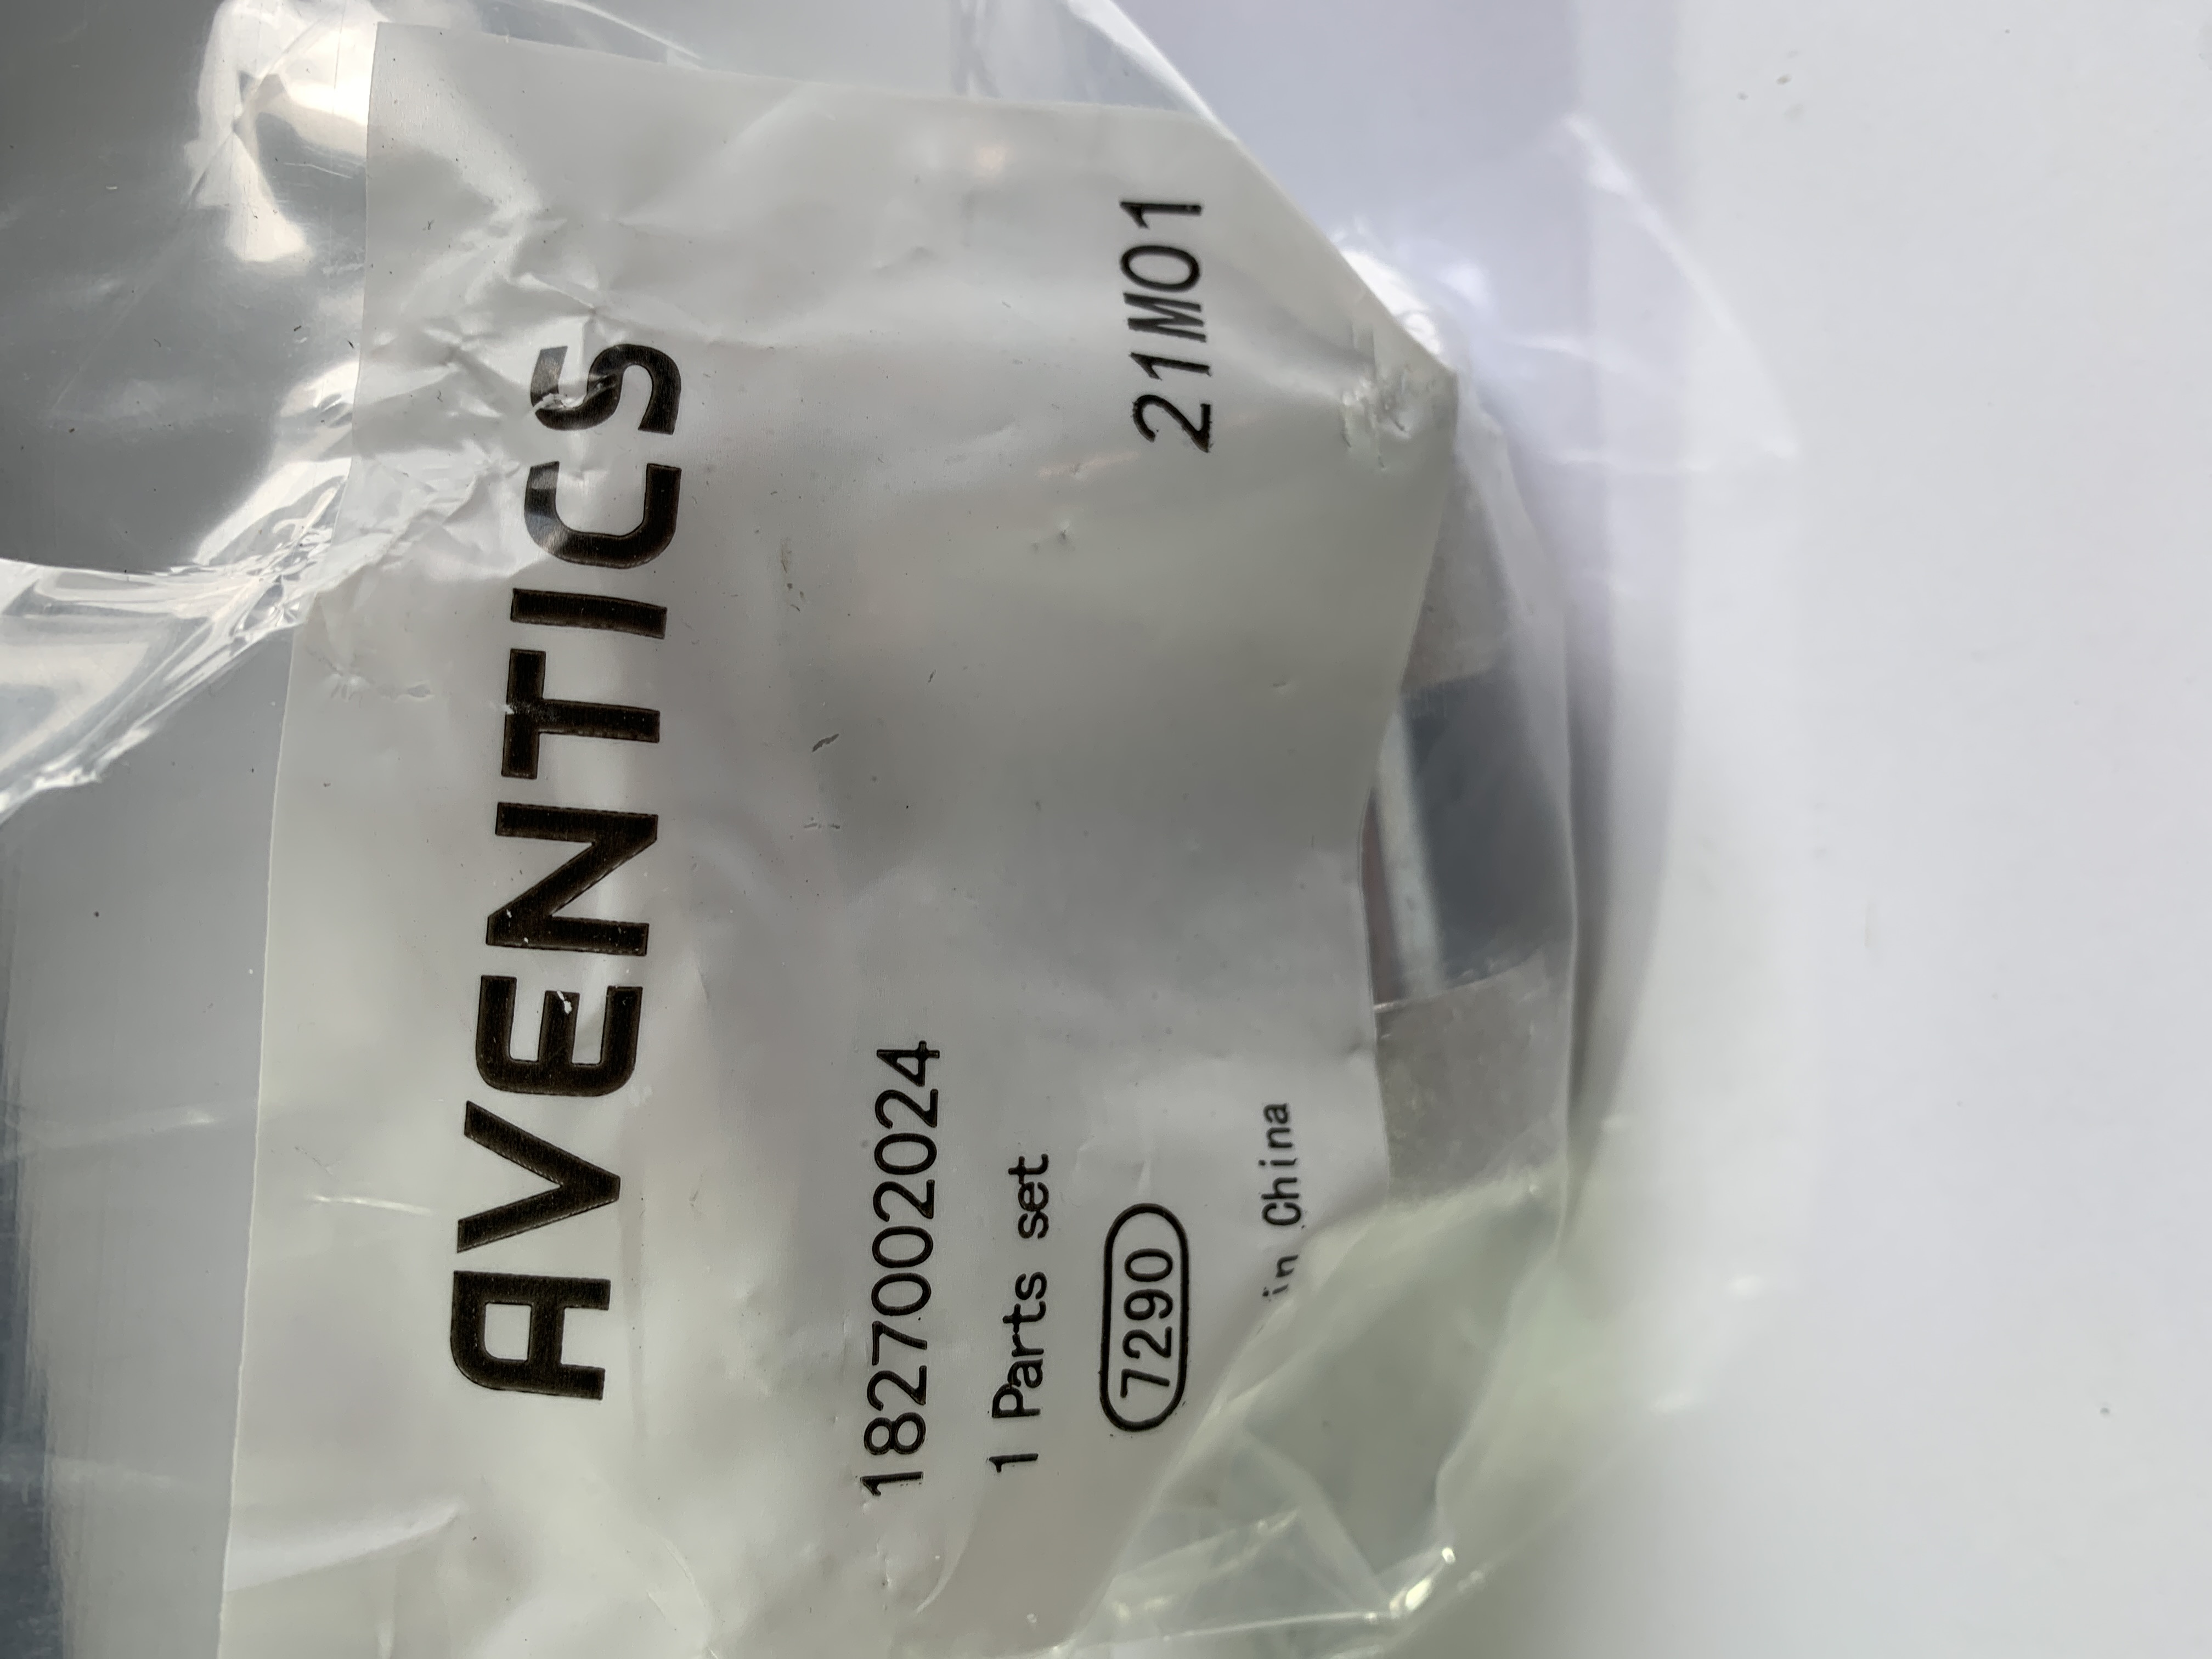 AVENTICS
1827002024
1 Parts set
7290
21M01
in China